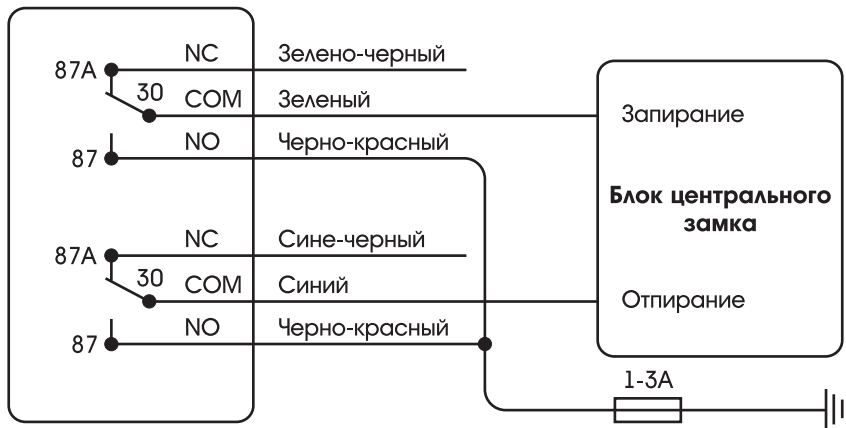 NC Зелено-черный
87A
30 COM Зеленый
Запирание
NO Черно-красный
87
Блок центрального
замка
NC Сине-черный
87A
30 COM Синий
Отпирание
NO Черно-красный
87
1-3A